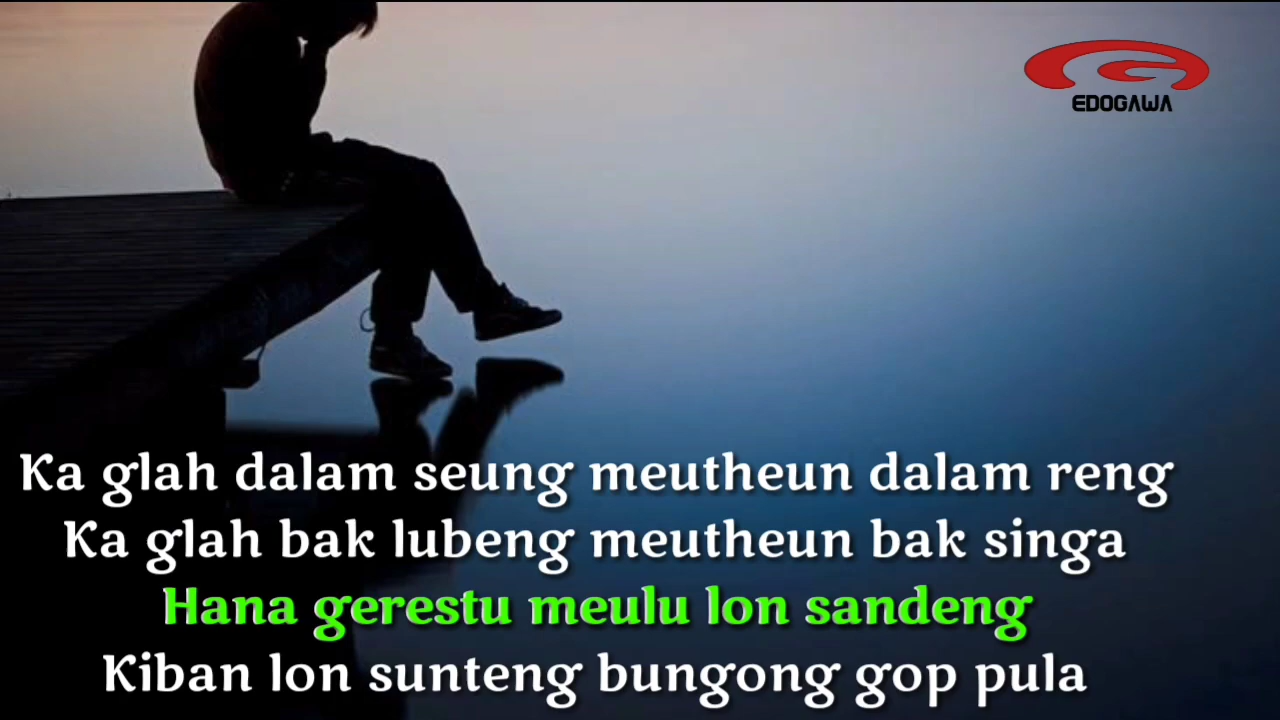 EDOGAWA
Ka glah dalam seung meutheun dalam reng
Ka glah bak lubeng meutheun bak singa
Hana gerestu meulu lon sandeng
Kiban lon sunteng bungong gop pula